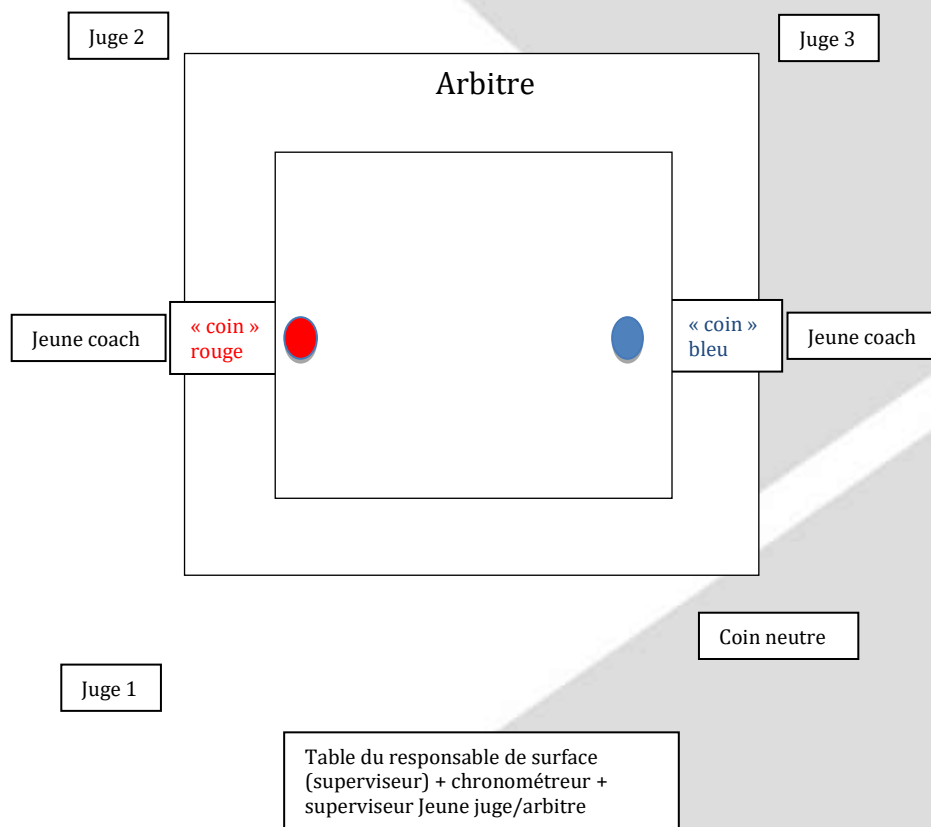 Juge 2
Juge 3
Arbitre
Jeune coach
« coin »
rouge
« coin »
bleu
Jeune coach
Coin neutre
Juge 1
Table du responsable de surface
(superviseur) + chronométreur +
superviseur Jeune juge/arbitre